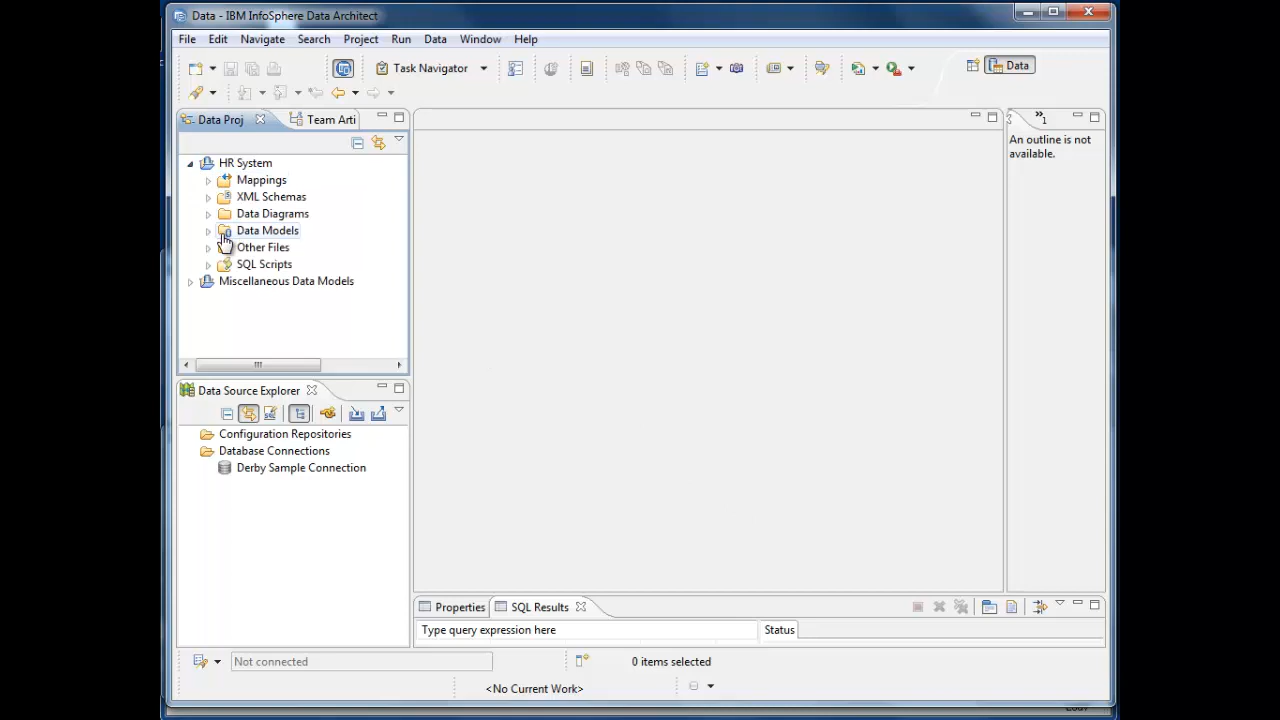 Data - IBM InfoSphere Data Architect
File Edit Navigate Search Project Run Data Window Help
Task Navigator
Data
Data Proj
Team Arti
HR System
Mappings
XML Schemas
Data Diagrams
Data Models
Other Files
SQL Scripts
Miscellaneous Data Models
»1
An outline is not
available.
Data Source Explorer
Configuration Repositories
Database Connections
Derby Sample Connection
Properties
SQL Results
Type query expression here
Status
Not connected
0 items selected
<No Current Work>